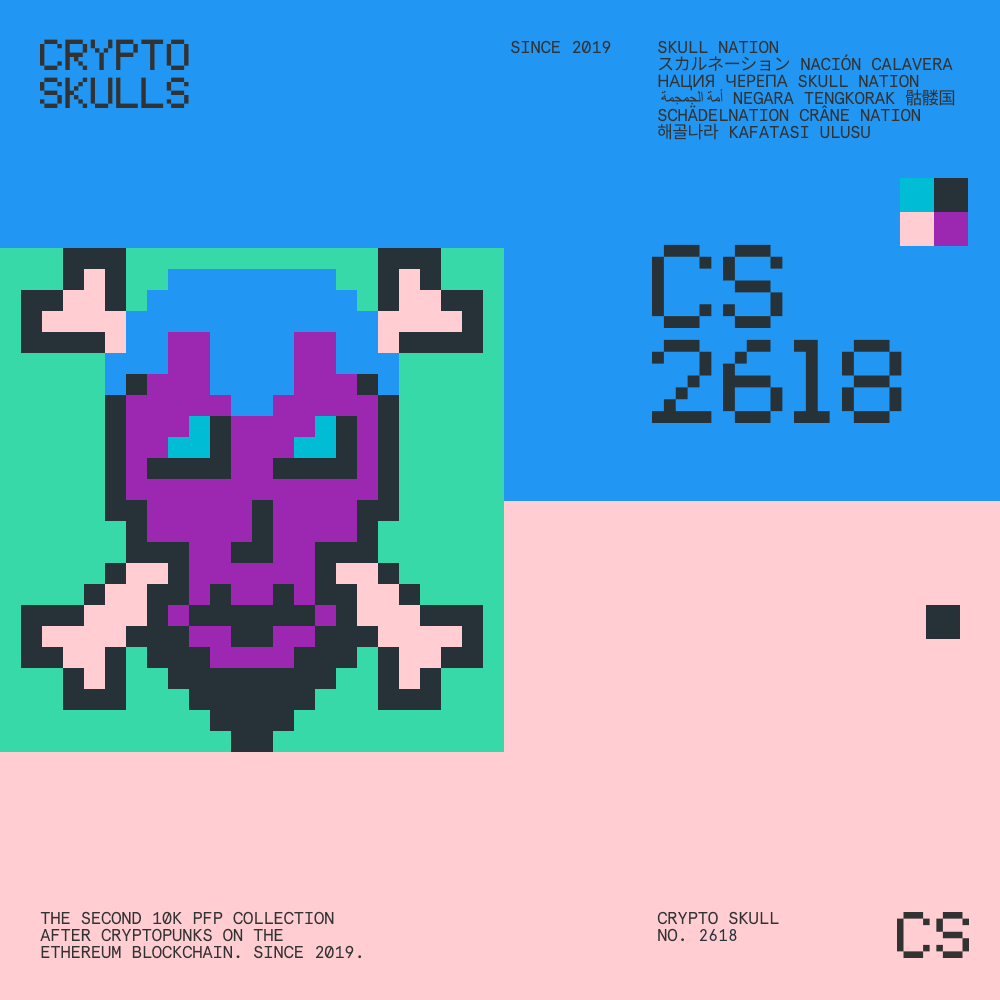 CRYPTO
SKULLS
SINCE 2019
SKULL NATION
スカルネーション NACIÓN CALAVERA
НАЦИЯ ЧЕРЕПА SKULL NATION
أمة الجمجمة NEGARA TENGKORAK 骷髅国
SCHÄDELNATION CRÂNE NATION
해골나라 KAFATASI ULUSU
CS
2618
THE SECOND 10K PFP COLLECTION
AFTER CRYPTOPUNKS ON THE
ETHEREUM BLOCKCHAIN. SINCE 2019.
CRYPTO SKULL
NO. 2618
CS